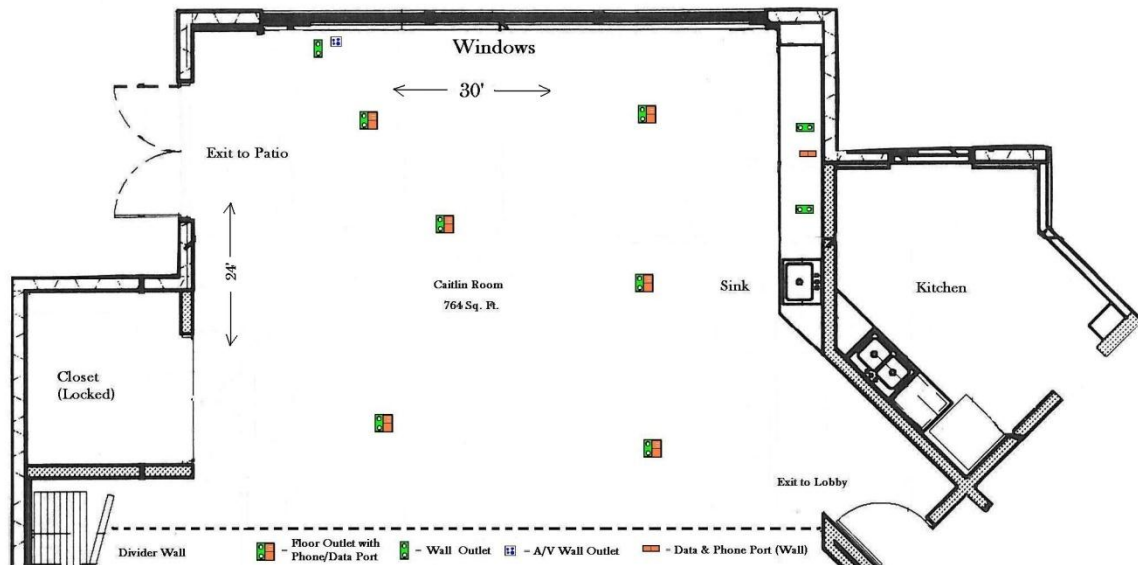 Windows
30'
Exit to Patio
24'
Caitlin Room
764 Sq. Ft.
Sink
Kitchen
Closet
(Locked)
Exit to Lobby
Divider Wall
- Floor Outlet with
Phone/Data Port
- Wall Outlet
- A/V Wall Outlet
- Data & Phone Port (Wall)